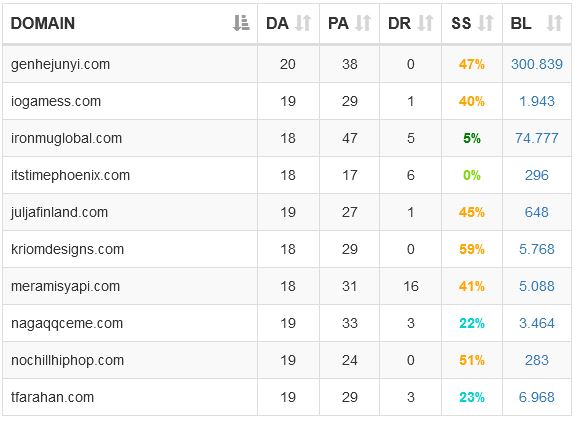 DOMAIN DA PA DR SS BL
genhejunyi.com 20 38 0 47% 300.839
iogamess.com 19 29 1 40% 1.943
ironmuglobal.com 18 47 5 5% 74.777
itstimephoenix.com 18 17 6 0% 296
juljafinland.com 19 27 1 45% 648
kriomdesigns.com 18 29 0 59% 5.768
meramisyapi.com 18 31 16 41% 5.088
nagaqqceme.com 19 33 3 22% 3.464
nochillhiphop.com 19 24 0 51% 283
tfarahan.com 19 29 3 23% 6.968